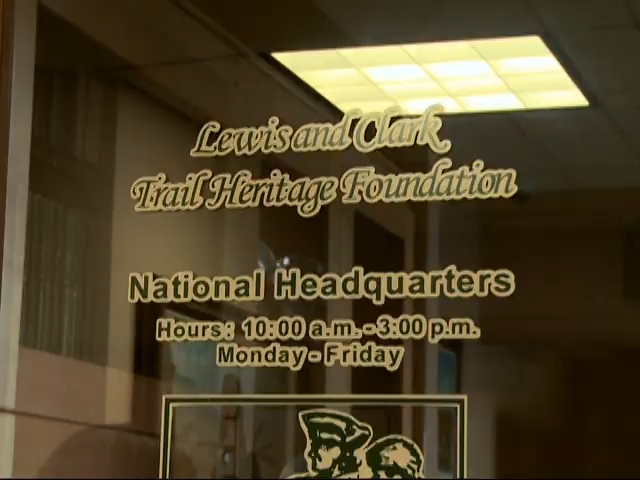 Lewis and Clark
Trail Heritage Foundation
National Headquarters
Hours: 10:00 a.m. - 3:00 p.m.
Monday - Friday